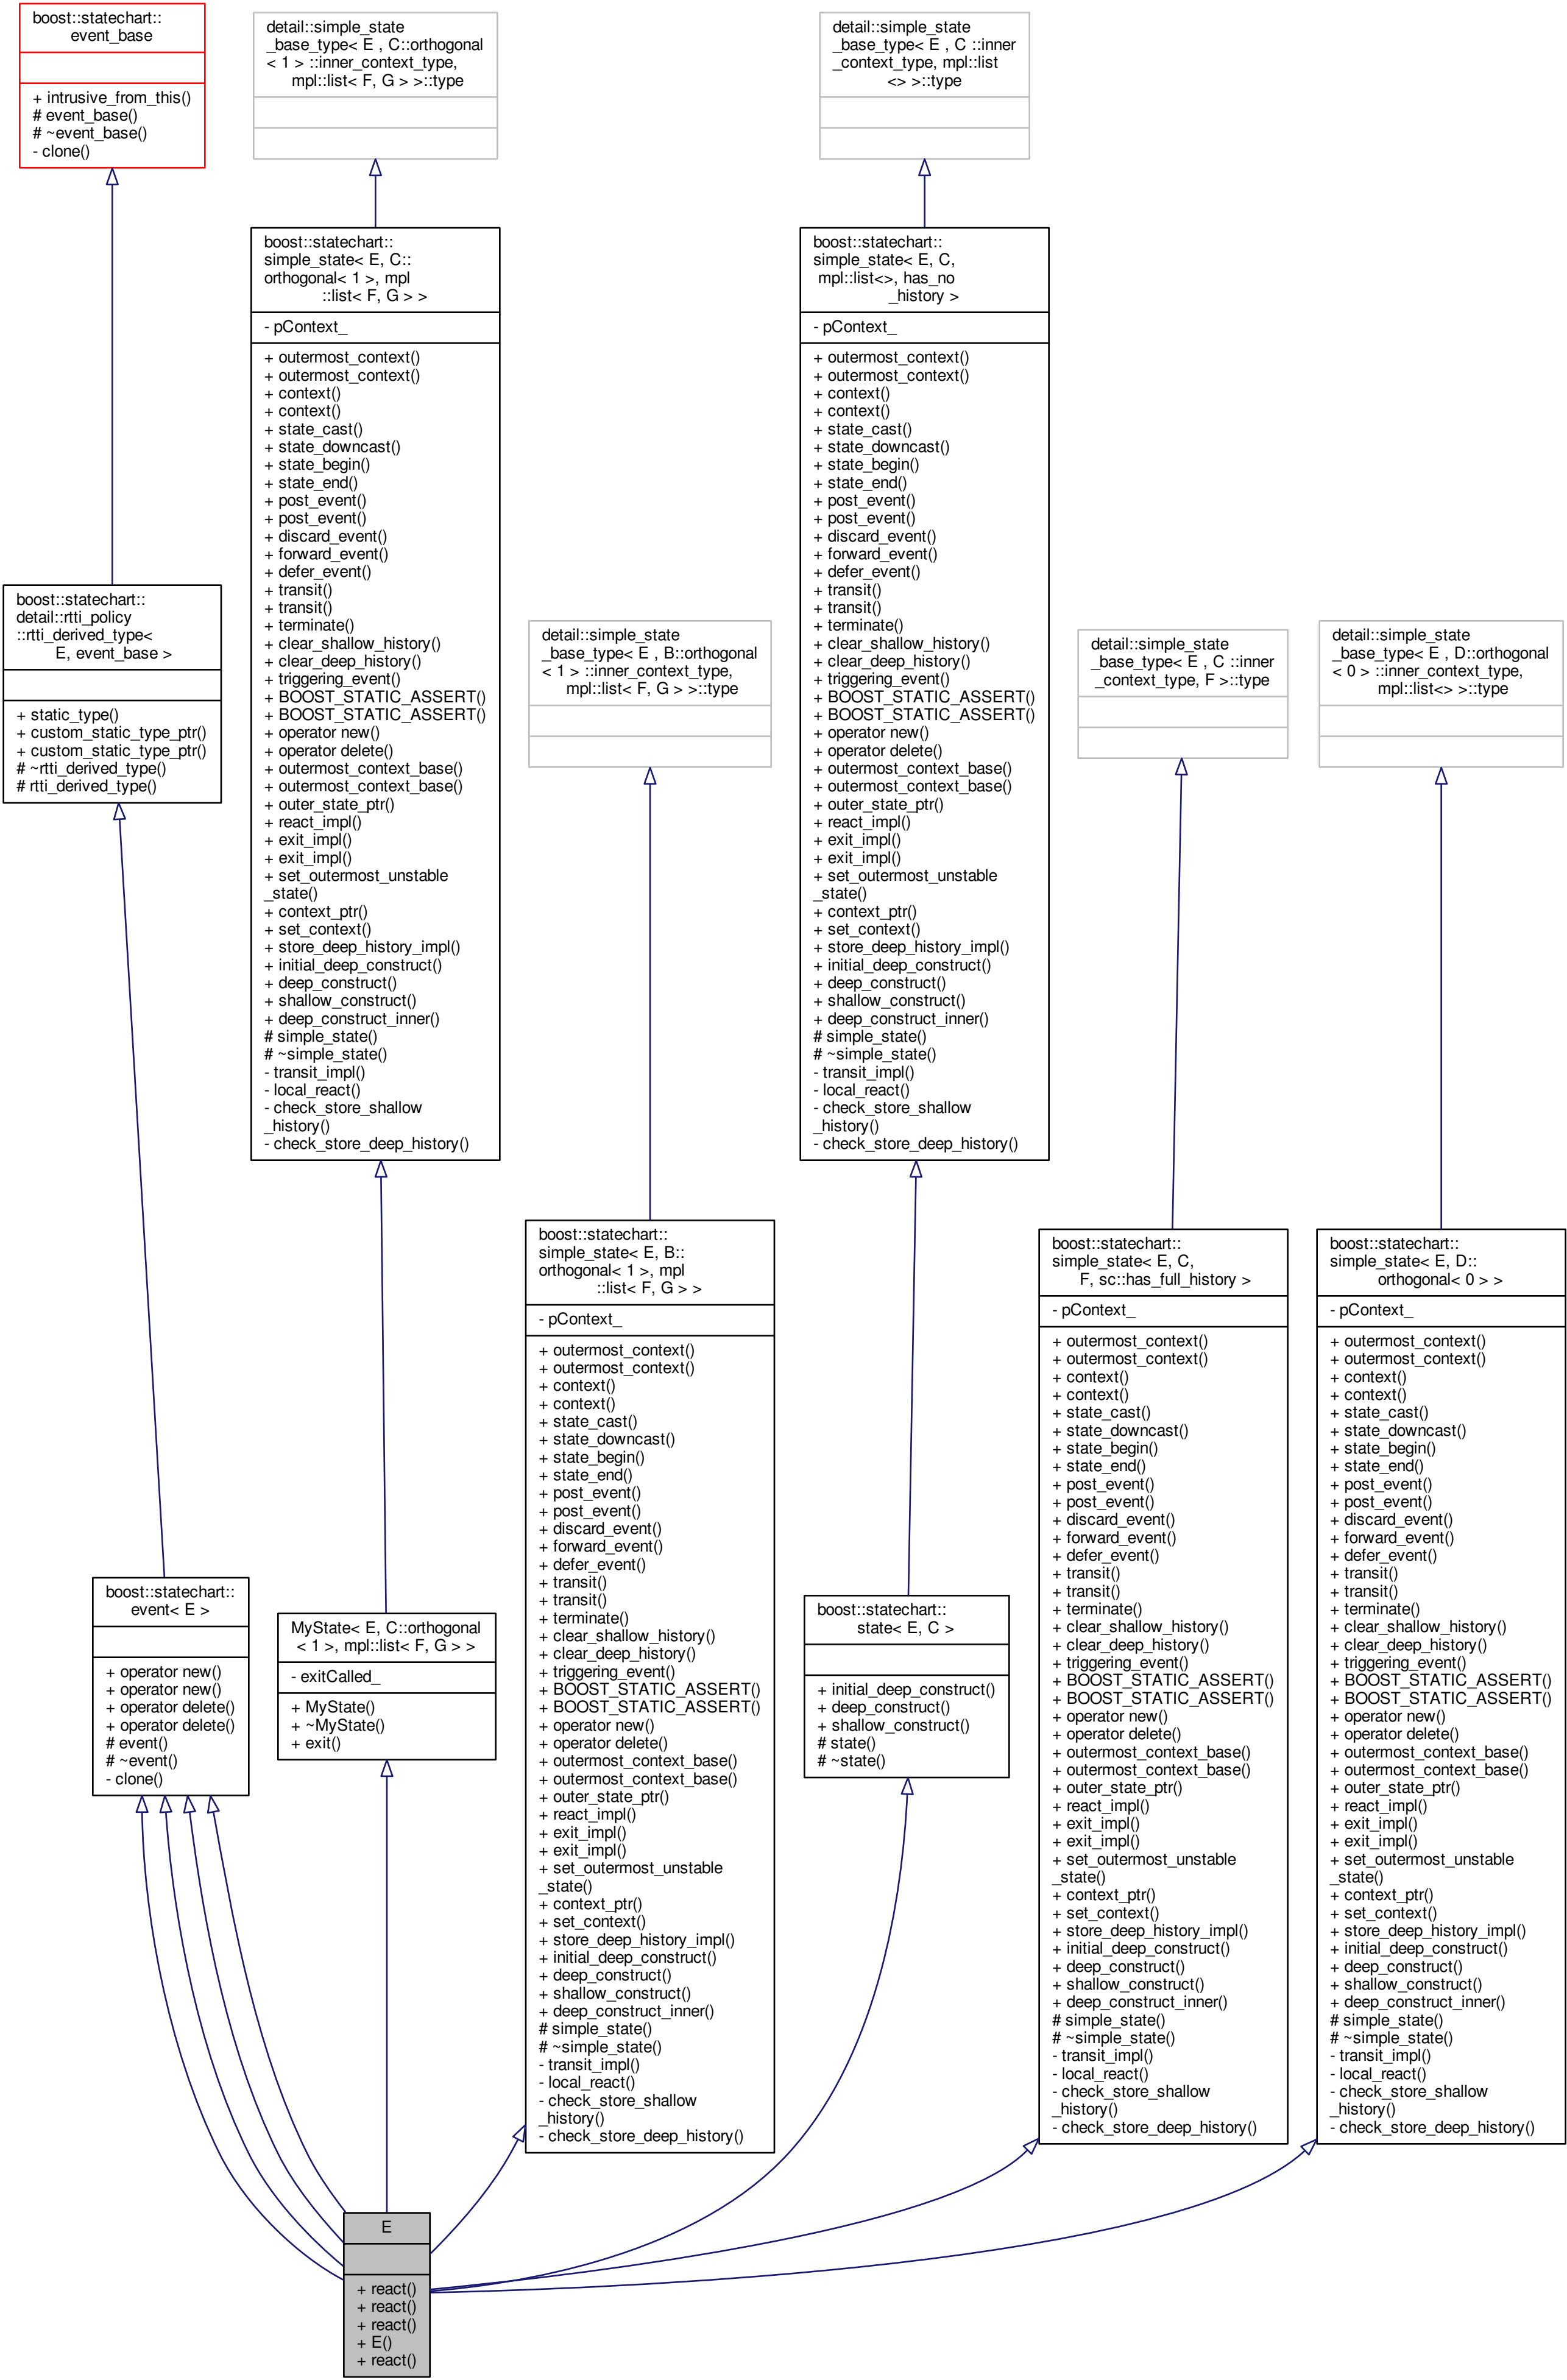 boost::statechart::
event_base
+ intrusive_from_this()
# event_base()
# ~event_base()
- clone()
detail::simple_state
_base_type< E , C::orthogonal
< 1 > ::inner_context_type,
mpl::list< F, G > >::type
detail::simple_state
_base_type< E , C ::inner
_context_type, mpl::list
<> >::type
boost::statechart::
simple_state< E, C::
orthogonal< 1 >, mpl
::list< F, G > >
- pContext_
+ outermost_context()
+ outermost_context()
+ context()
+ context()
+ state_cast()
+ state_downcast()
+ state_begin()
+ state_end()
+ post_event()
+ post_event()
+ discard_event()
+ forward_event()
+ defer_event()
+ transit()
+ transit()
+ terminate()
+ clear_shallow_history()
+ clear_deep_history()
+ triggering_event()
+ BOOST_STATIC_ASSERT()
+ BOOST_STATIC_ASSERT()
+ operator new()
+ operator delete()
+ outermost_context_base()
+ outermost_context_base()
+ outer_state_ptr()
+ react_impl()
+ exit_impl()
+ exit_impl()
+ set_outermost_unstable
_state()
+ context_ptr()
+ set_context()
+ store_deep_history_impl()
+ initial_deep_construct()
+ deep_construct()
+ shallow_construct()
+ deep_construct_inner()
# simple_state()
# ~simple_state()
- transit_impl()
- local_react()
- check_store_shallow
_history()
- check_store_deep_history()
boost::statechart::
simple_state< E, C,
mpl::list<>, has_no
_history >
- pContext_
+ outermost_context()
+ outermost_context()
+ context()
+ context()
+ state_cast()
+ state_downcast()
+ state_begin()
+ state_end()
+ post_event()
+ post_event()
+ discard_event()
+ forward_event()
+ defer_event()
+ transit()
+ transit()
+ terminate()
+ clear_shallow_history()
+ clear_deep_history()
+ triggering_event()
+ BOOST_STATIC_ASSERT()
+ BOOST_STATIC_ASSERT()
+ operator new()
+ operator delete()
+ outermost_context_base()
+ outermost_context_base()
+ outer_state_ptr()
+ react_impl()
+ exit_impl()
+ exit_impl()
+ set_outermost_unstable
_state()
+ context_ptr()
+ set_context()
+ store_deep_history_impl()
+ initial_deep_construct()
+ deep_construct()
+ shallow_construct()
+ deep_construct_inner()
# simple_state()
# ~simple_state()
- transit_impl()
- local_react()
- check_store_shallow
_history()
- check_store_deep_history()
boost::statechart::
detail::rtti_policy
::rtti_derived_type<
E, event_base >
+ static_type()
+ custom_static_type_ptr()
+ custom_static_type_ptr()
# ~rtti_derived_type()
# rtti_derived_type()
detail::simple_state
_base_type< E , B::orthogonal
< 1 > ::inner_context_type,
mpl::list< F, G > >::type
detail::simple_state
_base_type< E , C ::inner
_context_type, F >::type
detail::simple_state
_base_type< E , D::orthogonal
< 0 > ::inner_context_type,
mpl::list<> >::type
boost::statechart::
simple_state< E, B::
orthogonal< 1 >, mpl
::list< F, G > >
- pContext_
+ outermost_context()
+ outermost_context()
+ context()
+ context()
+ state_cast()
+ state_downcast()
+ state_begin()
+ state_end()
+ post_event()
+ post_event()
+ discard_event()
+ forward_event()
+ defer_event()
+ transit()
+ transit()
+ terminate()
+ clear_shallow_history()
+ clear_deep_history()
+ triggering_event()
+ BOOST_STATIC_ASSERT()
+ BOOST_STATIC_ASSERT()
+ operator new()
+ operator delete()
+ outermost_context_base()
+ outermost_context_base()
+ outer_state_ptr()
+ react_impl()
+ exit_impl()
+ exit_impl()
+ set_outermost_unstable
_state()
+ context_ptr()
+ set_context()
+ store_deep_history_impl()
+ initial_deep_construct()
+ deep_construct()
+ shallow_construct()
+ deep_construct_inner()
# simple_state()
# ~simple_state()
- transit_impl()
- local_react()
- check_store_shallow
_history()
- check_store_deep_history()
boost::statechart::
simple_state< E, C,
F, sc::has_full_history >
- pContext_
+ outermost_context()
+ outermost_context()
+ context()
+ context()
+ state_cast()
+ state_downcast()
+ state_begin()
+ state_end()
+ post_event()
+ post_event()
+ discard_event()
+ forward_event()
+ defer_event()
+ transit()
+ transit()
+ terminate()
+ clear_shallow_history()
+ clear_deep_history()
+ triggering_event()
+ BOOST_STATIC_ASSERT()
+ BOOST_STATIC_ASSERT()
+ operator new()
+ operator delete()
+ outermost_context_base()
+ outermost_context_base()
+ outer_state_ptr()
+ react_impl()
+ exit_impl()
+ exit_impl()
+ set_outermost_unstable
_state()
+ context_ptr()
+ set_context()
+ store_deep_history_impl()
+ initial_deep_construct()
+ deep_construct()
+ shallow_construct()
+ deep_construct_inner()
# simple_state()
# ~simple_state()
- transit_impl()
- local_react()
- check_store_shallow
_history()
- check_store_deep_history()
boost::statechart::
simple_state< E, D::
orthogonal< 0 > >
- pContext_
+ outermost_context()
+ outermost_context()
+ context()
+ context()
+ state_cast()
+ state_downcast()
+ state_begin()
+ state_end()
+ post_event()
+ post_event()
+ discard_event()
+ forward_event()
+ defer_event()
+ transit()
+ transit()
+ terminate()
+ clear_shallow_history()
+ clear_deep_history()
+ triggering_event()
+ BOOST_STATIC_ASSERT()
+ BOOST_STATIC_ASSERT()
+ operator new()
+ operator delete()
+ outermost_context_base()
+ outermost_context_base()
+ outer_state_ptr()
+ react_impl()
+ exit_impl()
+ exit_impl()
+ set_outermost_unstable
_state()
+ context_ptr()
+ set_context()
+ store_deep_history_impl()
+ initial_deep_construct()
+ deep_construct()
+ shallow_construct()
+ deep_construct_inner()
# simple_state()
# ~simple_state()
- transit_impl()
- local_react()
- check_store_shallow
_history()
- check_store_deep_history()
boost::statechart::
event< E >
+ operator new()
+ operator new()
+ operator delete()
+ operator delete()
# event()
# ~event()
- clone()
MyState< E, C::orthogonal
< 1 >, mpl::list< F, G > >
- exitCalled_
+ MyState()
+ ~MyState()
+ exit()
boost::statechart::
state< E, C >
+ initial_deep_construct()
+ deep_construct()
+ shallow_construct()
# state()
# ~state()
E
+ react()
+ react()
+ react()
+ E()
+ react()